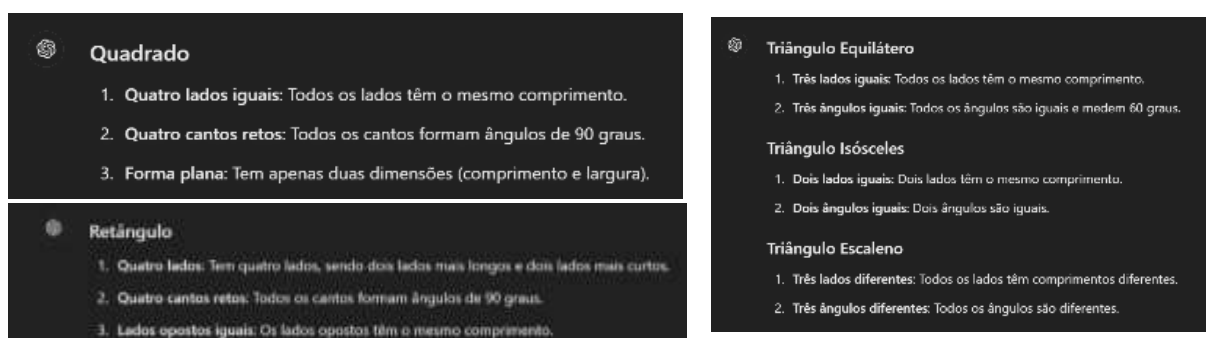 Quadrado
1. Quatro lados iguais: Todos os lados têm o mesmo comprimento.
2. Quatro cantos retos: Todos os cantos formam ângulos de 90 graus.
3. Forma plana: Tem apenas duas dimensões (comprimento e largura).
Retângulo
1. Quatro lados: Tem quatro lados, sendo dois lados mais longos e dois lados mais curtos.
2. Quatro cantos retos: Todos os cantos formam ângulos de 90 graus.
3. Lados opostos iguais: Os lados opostos têm o mesmo comprimento.
Triângulo Equilátero
1. Três lados iguais: Todos os lados têm o mesmo comprimento.
2. Três ângulos iguais: Todos os ângulos são iguais e medem 60 graus.
Triângulo Isósceles
1. Dois lados iguais: Dois lados têm o mesmo comprimento.
2. Dois ângulos iguais: Dois ângulos são iguais.
Triângulo Escaleno
1. Três lados diferentes: Todos os lados têm comprimentos diferentes.
2. Três ângulos diferentes: Todos os ângulos são diferentes.